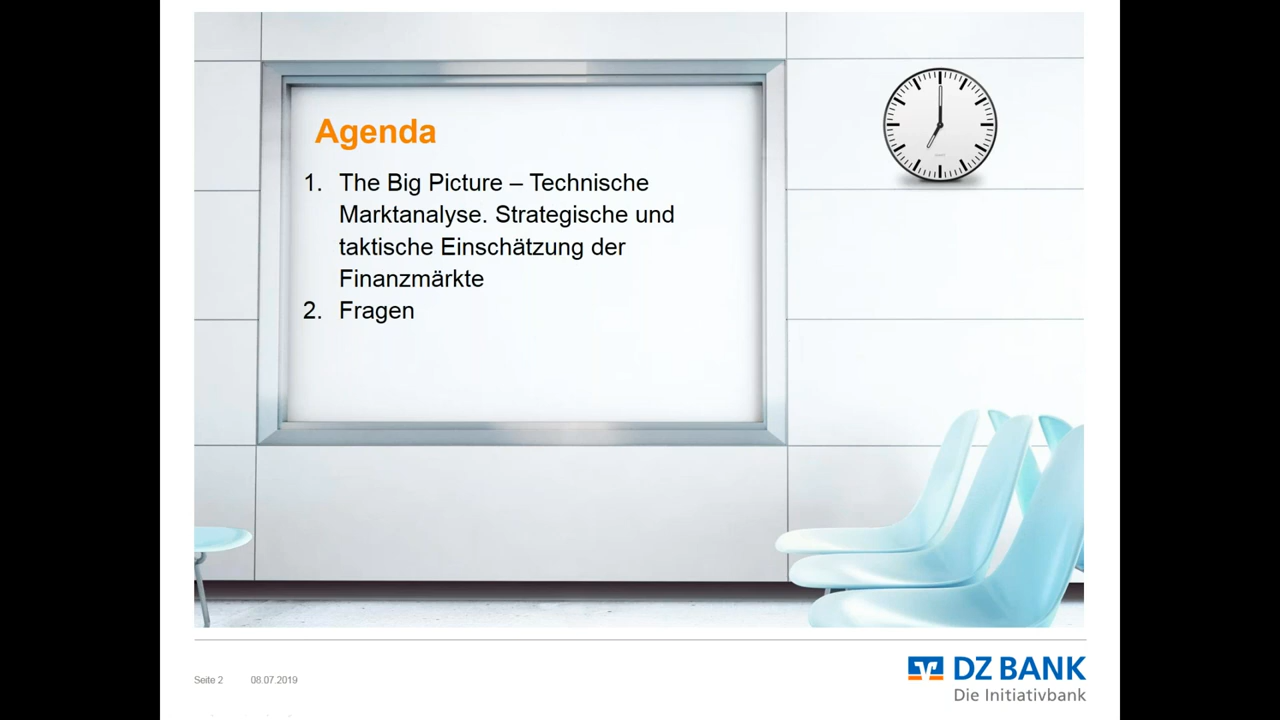 Agenda
1. The Big Picture – Technische
Marktanalyse. Strategische und
taktische Einschätzung der
Finanzmärkte
2. Fragen
Seite 2 08.07.2019
DZ BANK
Die Initiativbank